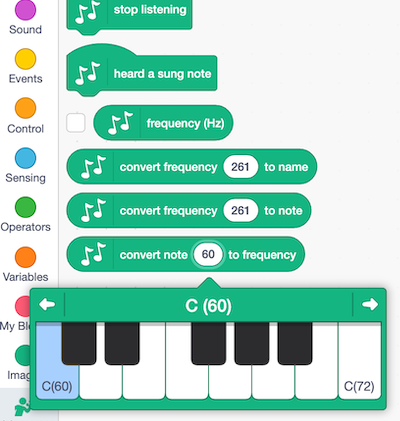 stop listening
Sound
heard a sung note
Events
frequency (Hz)
Control
convert frequency 261 to name
Sensing
convert frequency 261 to note
Operators
convert note 60 to frequency
Variables
C (60)
My Bl
Imag
C(60)
C(72)